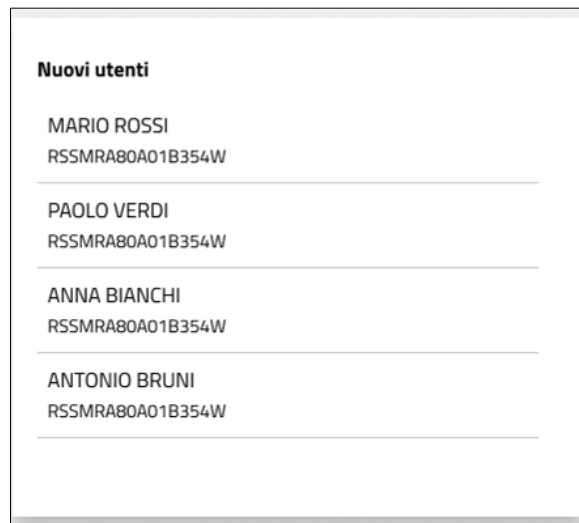 Nuovi utenti
MARIO ROSSI
RSSMRA80A01B354W
PAOLO VERDI
RSSMRA80A01B354W
ANNA BIANCHI
RSSMRA80A01B354W
ANTONIO BRUNI
RSSMRA80A01B354W